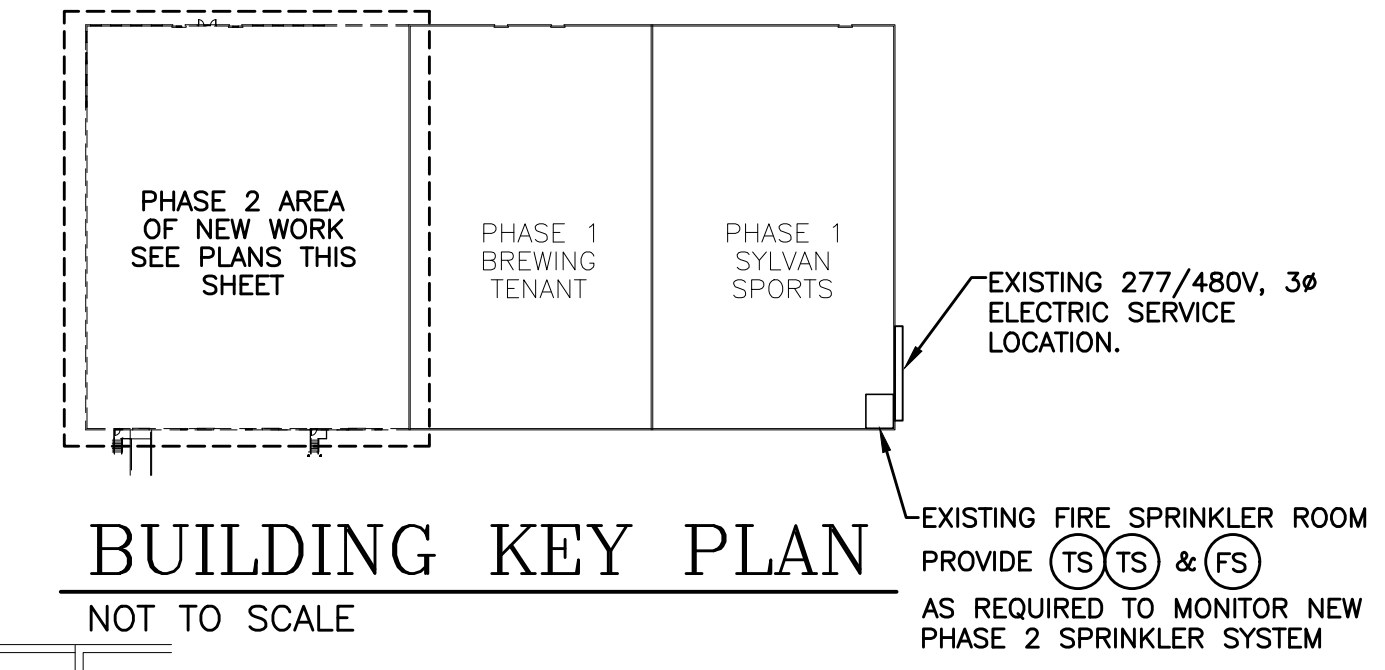 PHASE 2 AREA
OF NEW WORK
SEE PLANS THIS
SHEET
PHASE 1
BREWING
TENANT
PHASE 1
SYLVAN
SPORTS
EXISTING 277/480V, 3ø
ELECTRIC SERVICE
LOCATION.
EXISTING FIRE SPRINKLER ROOM
PROVIDE TS TS & FS
AS REQUIRED TO MONITOR NEW
PHASE 2 SPRINKLER SYSTEM
BUILDING KEY PLAN
NOT TO SCALE